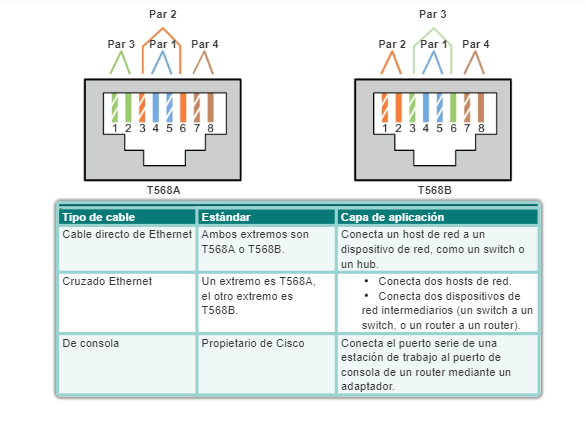 Par 2
Par 3
Par 3 Par 1 Par 4
Par 2 Par 1 Par 4
1 2 3 4 5 6 7 8
1 2 3 4 5 6 7 8
T568A
T568B
Tipo de cable Estándar Capa de aplicación
Cable directo de Ethernet
Ambos extremos son
T568A o T568B.
Conecta un host de red a un
dispositivo de red, como un switch o
un hub.
Cruzado Ethernet
Un extremo es T568A,
el otro extremo es
T568B.
• Conecta dos hosts de red.
• Conecta dos dispositivos de
red intermediarios (un switch a un
switch, o un router a un router).
De consola
Propietario de Cisco
Conecta el puerto serie de una
estación de trabajo al puerto de
consola de un router mediante un
adaptador.